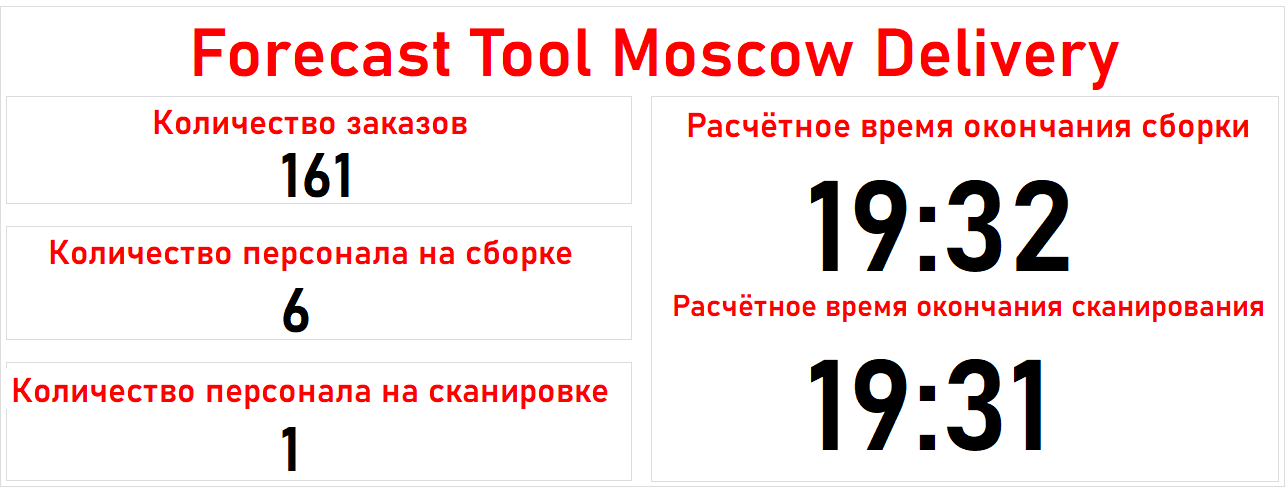 Forecast Tool Moscow Delivery
Количество заказов
161
Количество персонала на сборке
6
Количество персонала на сканировке
1
Расчётное время окончания сборки
19:32
Расчётное время окончания сканирования
19:31